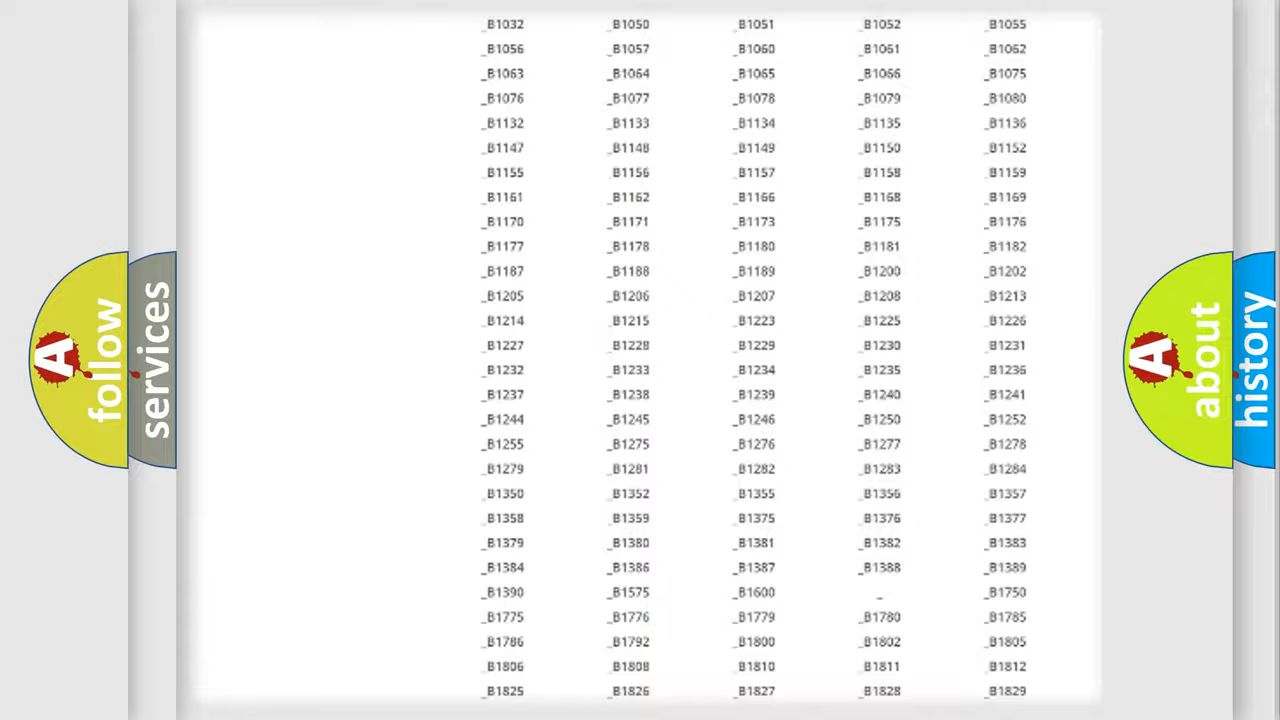 _B1032 _B1050 _B1051 _B1052 _B1055
_B1056 _B1057 _B1060 _B1061 _B1062
_B1063 _B1064 _B1065 _B1066 _B1075
_B1076 _B1077 _B1078 _B1079 _B1080
_B1132 _B1133 _B1134 _B1135 _B1136
_B1147 _B1148 _B1149 _B1150 _B1152
_B1155 _B1156 _B1157 _B1158 _B1159
_B1161 _B1162 _B1166 _B1168 _B1169
_B1170 _B1171 _B1173 _B1175 _B1176
_B1177 _B1178 _B1180 _B1181 _B1182
_B1187 _B1188 _B1189 _B1200 _B1202
_B1205 _B1206 _B1207 _B1208 _B1213
_B1214 _B1215 _B1223 _B1225 _B1226
_B1227 _B1228 _B1229 _B1230 _B1231
_B1232 _B1233 _B1234 _B1235 _B1236
_B1237 _B1238 _B1239 _B1240 _B1241
_B1244 _B1245 _B1246 _B1250 _B1252
_B1255 _B1275 _B1276 _B1277 _B1278
_B1279 _B1281 _B1282 _B1283 _B1284
_B1350 _B1352 _B1355 _B1356 _B1357
_B1358 _B1359 _B1375 _B1376 _B1377
_B1379 _B1380 _B1381 _B1382 _B1383
_B1384 _B1386 _B1387 _B1388 _B1389
_B1390 _B1575 _B1600 _ _B1750
_B1775 _B1776 _B1779 _B1780 _B1785
_B1786 _B1792 _B1800 _B1802 _B1805
_B1806 _B1808 _B1810 _B1811 _B1812
_B1825 _B1826 _B1827 _B1828 _B1829
A
follow
services
A
about
history